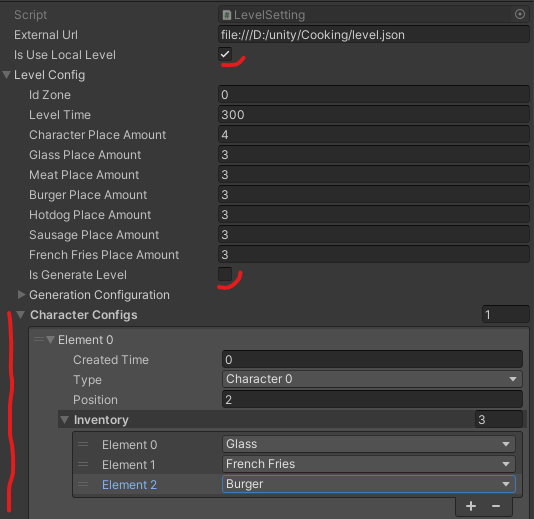 Script LevelSetting
External Url file:///D:/unity/Cooking/level.json
Is Use Local Level
Level Config
Id Zone 0
Level Time 300
Character Place Amount 4
Glass Place Amount 3
Meat Place Amount 3
Burger Place Amount 3
Hotdog Place Amount 3
Sausage Place Amount 3
French Fries Place Amount 3
Is Generate Level
Generation Configuration
Character Configs 1
Element 0
Created Time 0
Type Character 0
Position 2
Inventory 3
Element 0 Glass
Element 1 French Fries
Element 2 Burger
+ −